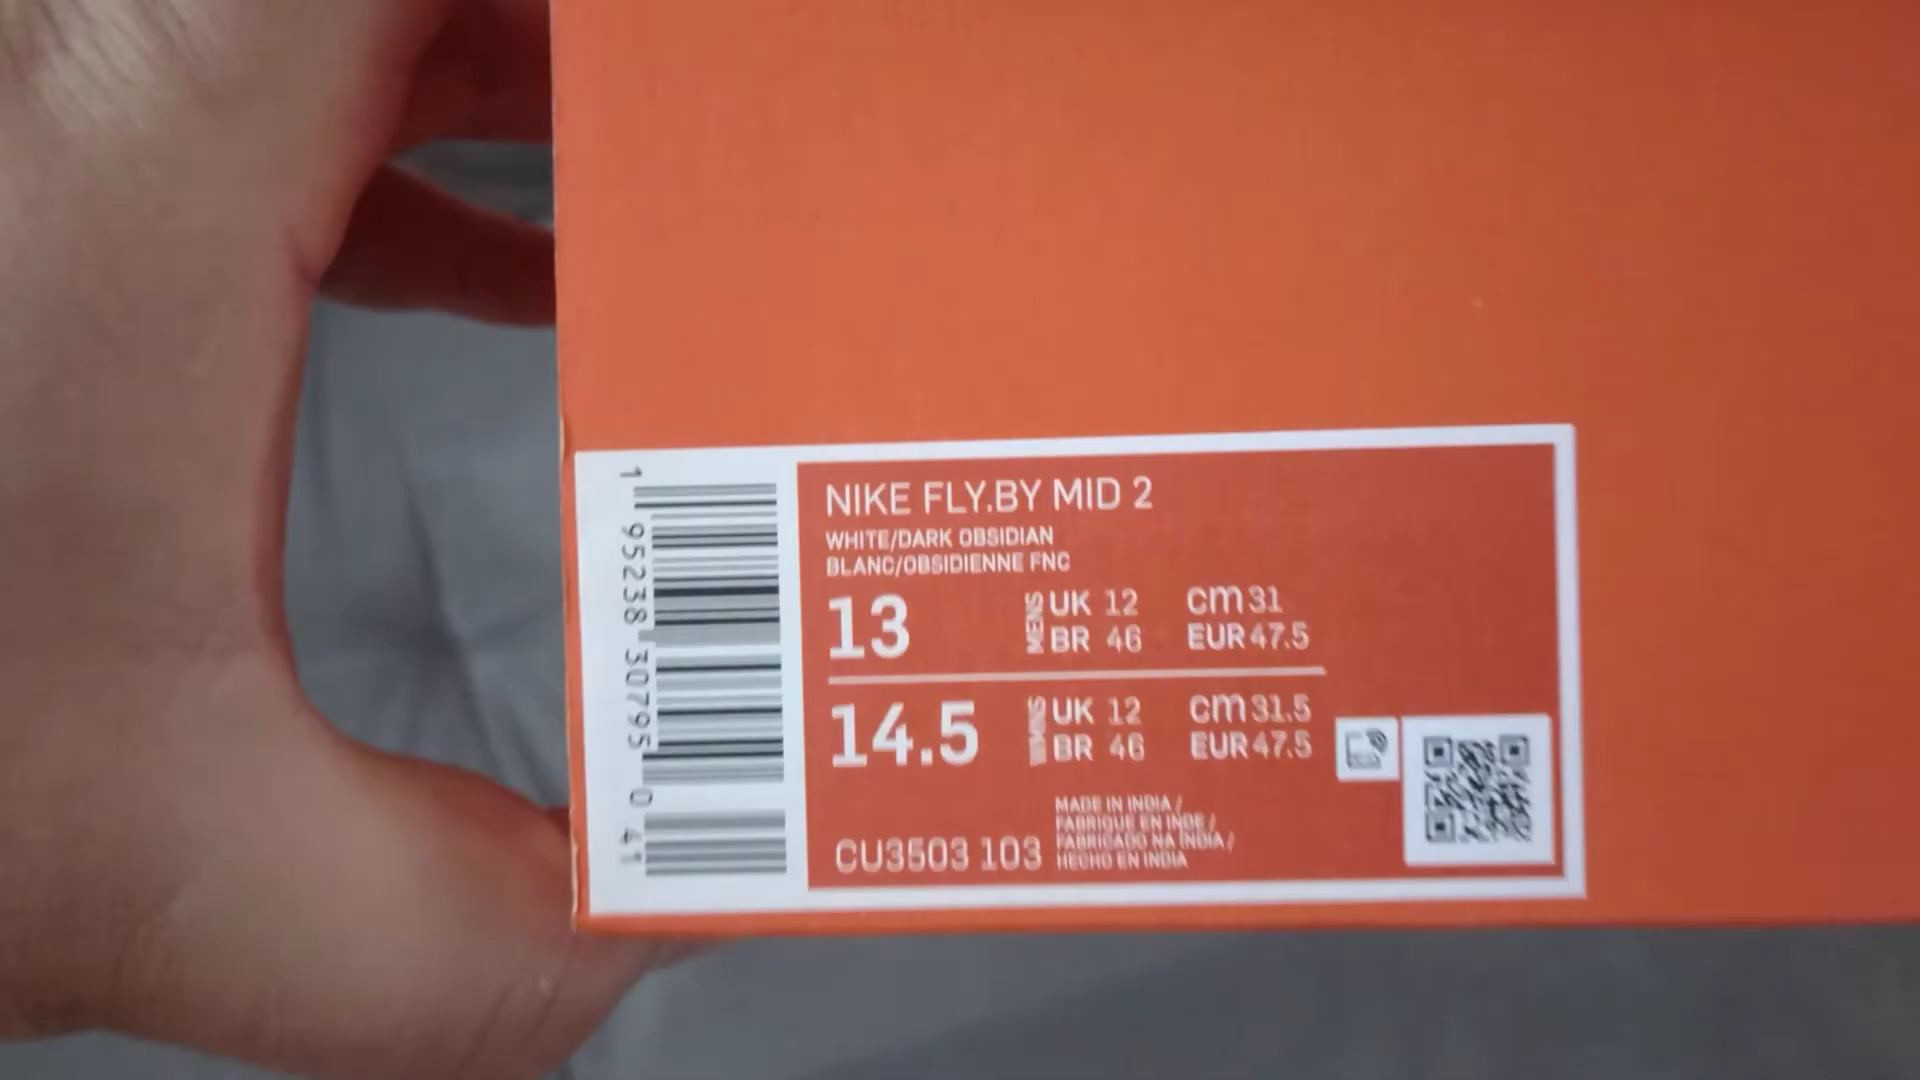 NIKE FLY.BY MID 2
WHITE/DARK OBSIDIAN
BLANC/OBSIDIENNE FNC
13 MENS UK 12 cm 31
BR 46 EUR 47.5
14.5 WMNS UK 12 cm 31.5
BR 46 EUR 47.5
CU3503 103
MADE IN INDIA /
FABRIQUE EN INDE /
FABRICADO NA INDIA /
HECHO EN INDIA
1 95238 30795 0 41